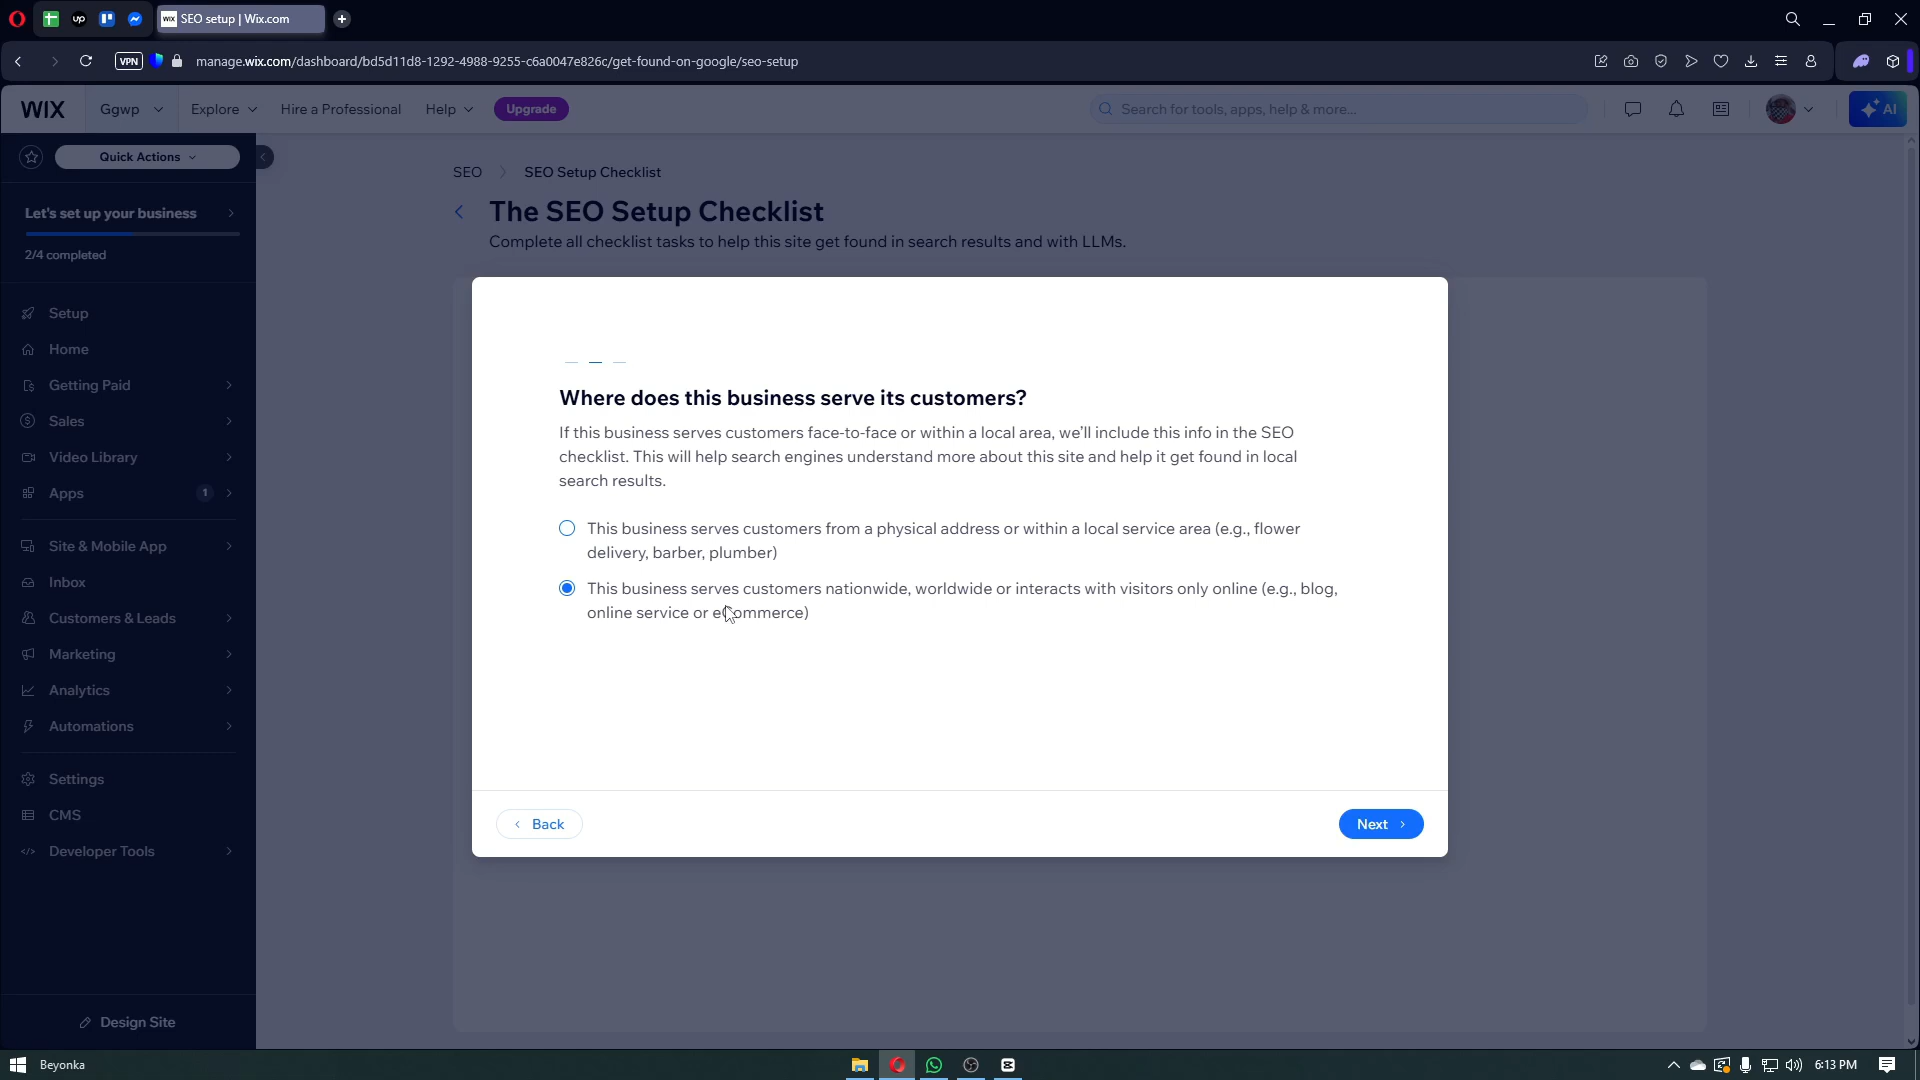 up
WIX
SEO setup | Wix.com
VPN
manage.wix.com/dashboard/bd5d11d8-1292-4988-9255-c6a0047e826c/get-found-on-google/seo-setup
WIX
Ggwp
Explore
Hire a Professional
Help
Upgrade
Search for tools, apps, help & more...
AI
Quick Actions
Let's set up your business
2/4 completed
Setup
Home
Getting Paid
Sales
Video Library
Apps
1
Site & Mobile App
Inbox
Customers & Leads
Marketing
Analytics
Automations
Settings
CMS
Developer Tools
Design Site
SEO
SEO Setup Checklist
The SEO Setup Checklist
Complete all checklist tasks to help this site get found in search results and with LLMs.
Where does this business serve its customers?
If this business serves customers face-to-face or within a local area, we'll include this info in the SEO
checklist. This will help search engines understand more about this site and help it get found in local
search results.
This business serves customers from a physical address or within a local service area (e.g., flower
delivery, barber, plumber)
This business serves customers nationwide, worldwide or interacts with visitors only online (e.g., blog,
online service or eCommerce)
Back
Next
Beyonka
6:13 PM